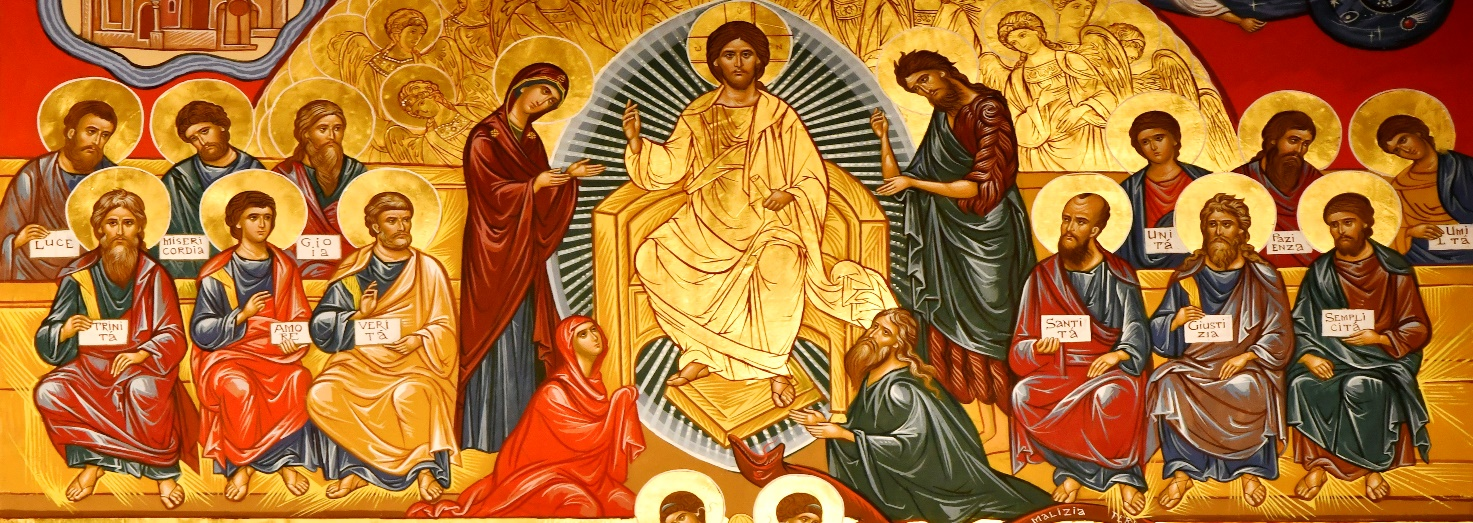 LUCE
MISERI
CORDIA
GIO
IA
TRINI
TÀ
AMO
RE
VERI
TÀ
UNI
TÀ
PAZI
ENZA
UMI
LTÀ
SANTI
TÀ
GIUSTI
ZIA
SEMPLI
CITÀ
MALIZIA